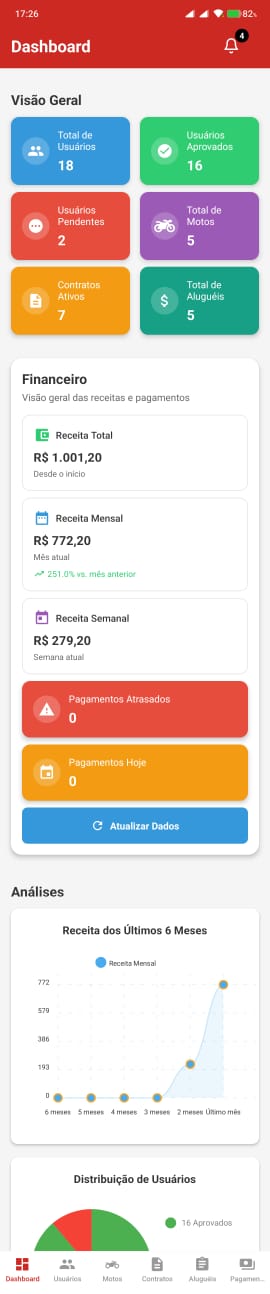 17:26
82%
Dashboard
4
Visão Geral
Total de
Usuários
18
Usuários
Aprovados
16
Usuários
Pendentes
2
Total de
Motos
5
Contratos
Ativos
7
Total de
Aluguéis
5
Financeiro
Visão geral das receitas e pagamentos
Receita Total
R$ 1.001,20
Desde o início
Receita Mensal
R$ 772,20
Mês atual
251.0% vs. mês anterior
Receita Semanal
R$ 279,20
Semana atual
Pagamentos Atrasados
0
Pagamentos Hoje
0
Atualizar Dados
Análises
Receita dos Últimos 6 Meses
Receita Mensal
772
579
386
193
0
6 meses 5 meses 4 meses 3 meses 2 meses Último mês
Distribuição de Usuários
16 Aprovados
Dashboard Usuários Motos Contratos Aluguéis Pagamen...